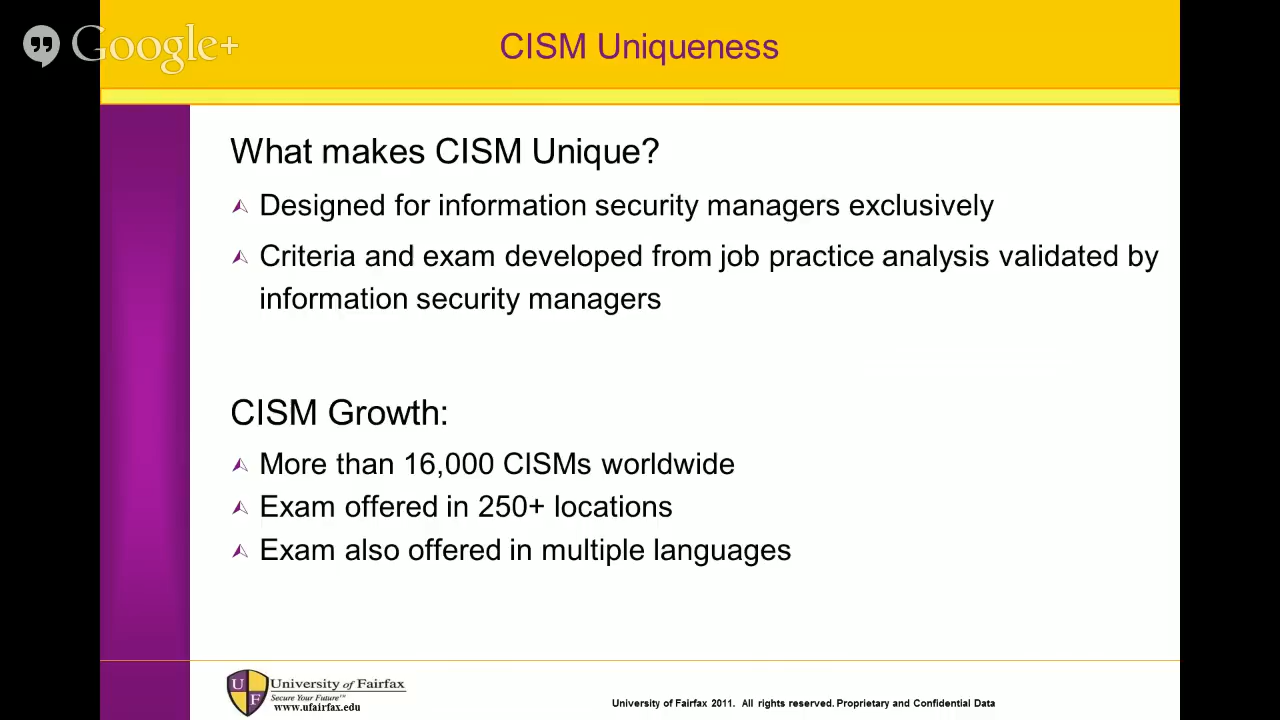 Google+
CISM Uniqueness
What makes CISM Unique?
Designed for information security managers exclusively
Criteria and exam developed from job practice analysis validated by
information security managers
CISM Growth:
More than 16,000 CISMs worldwide
Exam offered in 250+ locations
Exam also offered in multiple languages
U F
University of Fairfax
Secure Your Future™
www.ufairfax.edu
University of Fairfax 2011. All rights reserved. Proprietary and Confidential Data